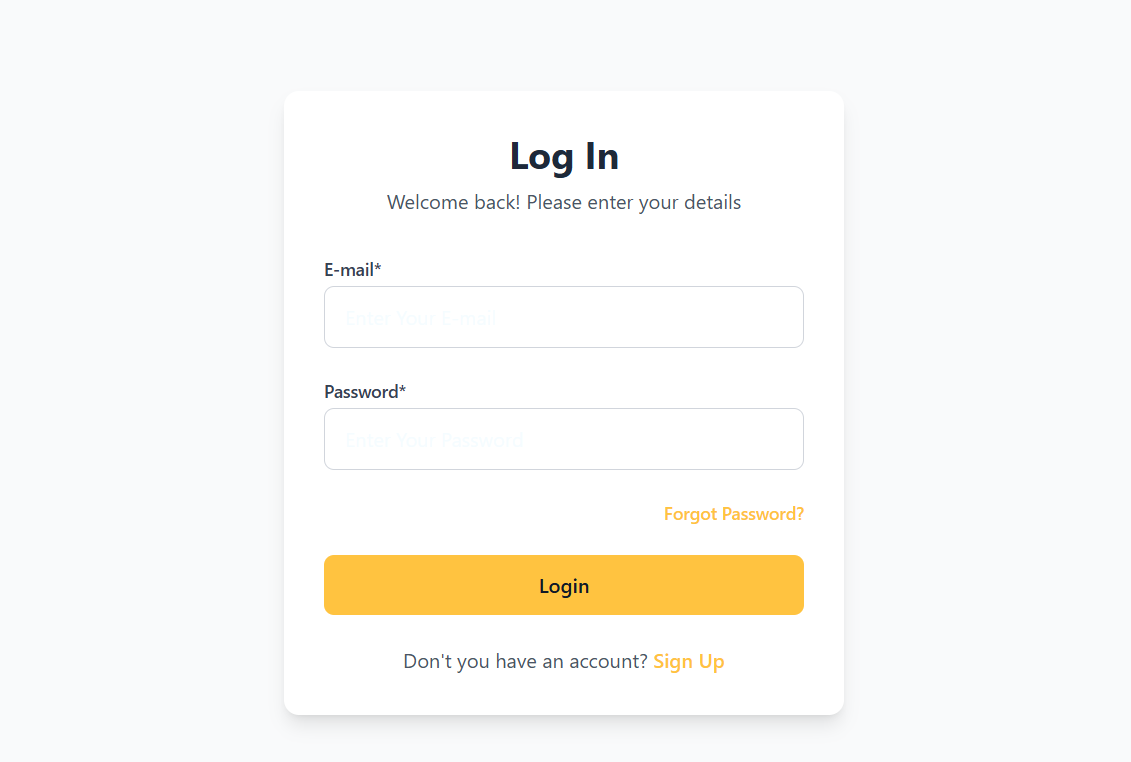 Log In
Welcome back! Please enter your details
E-mail*
Enter Your E-mail
Password*
Enter Your Password
Forgot Password?
Login
Don't you have an account? Sign Up